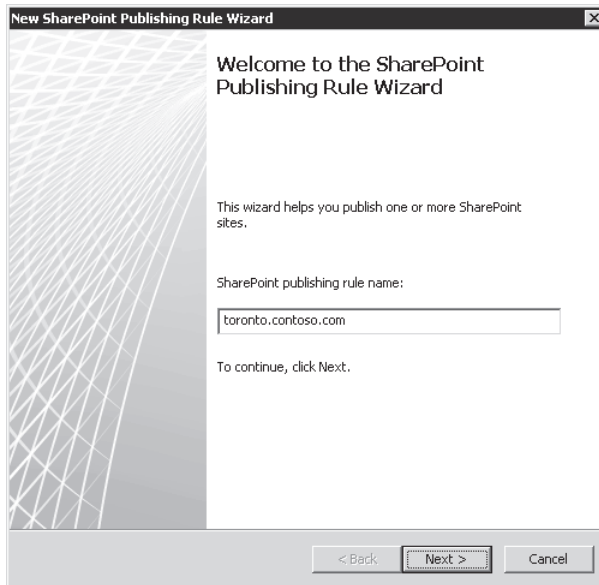 New SharePoint Publishing Rule Wizard
Welcome to the SharePoint
Publishing Rule Wizard
This wizard helps you publish one or more SharePoint
sites.
SharePoint publishing rule name:
toronto.contoso.com
To continue, click Next.
< Back
Next >
Cancel